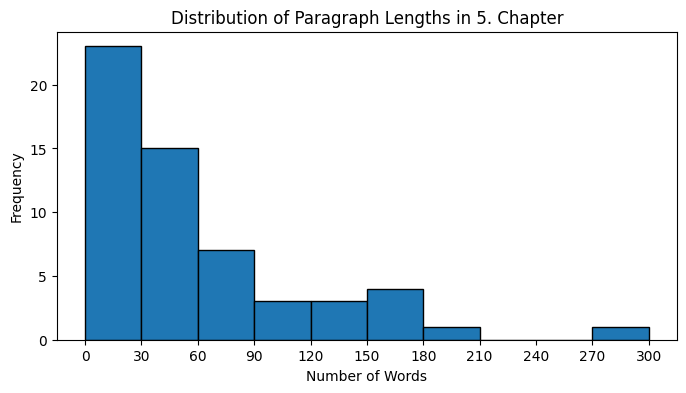 Distribution of Paragraph Lengths in 5. Chapter
Frequency
20
15
10
5
0
0 30 60 90 120 150 180 210 240 270 300
Number of Words